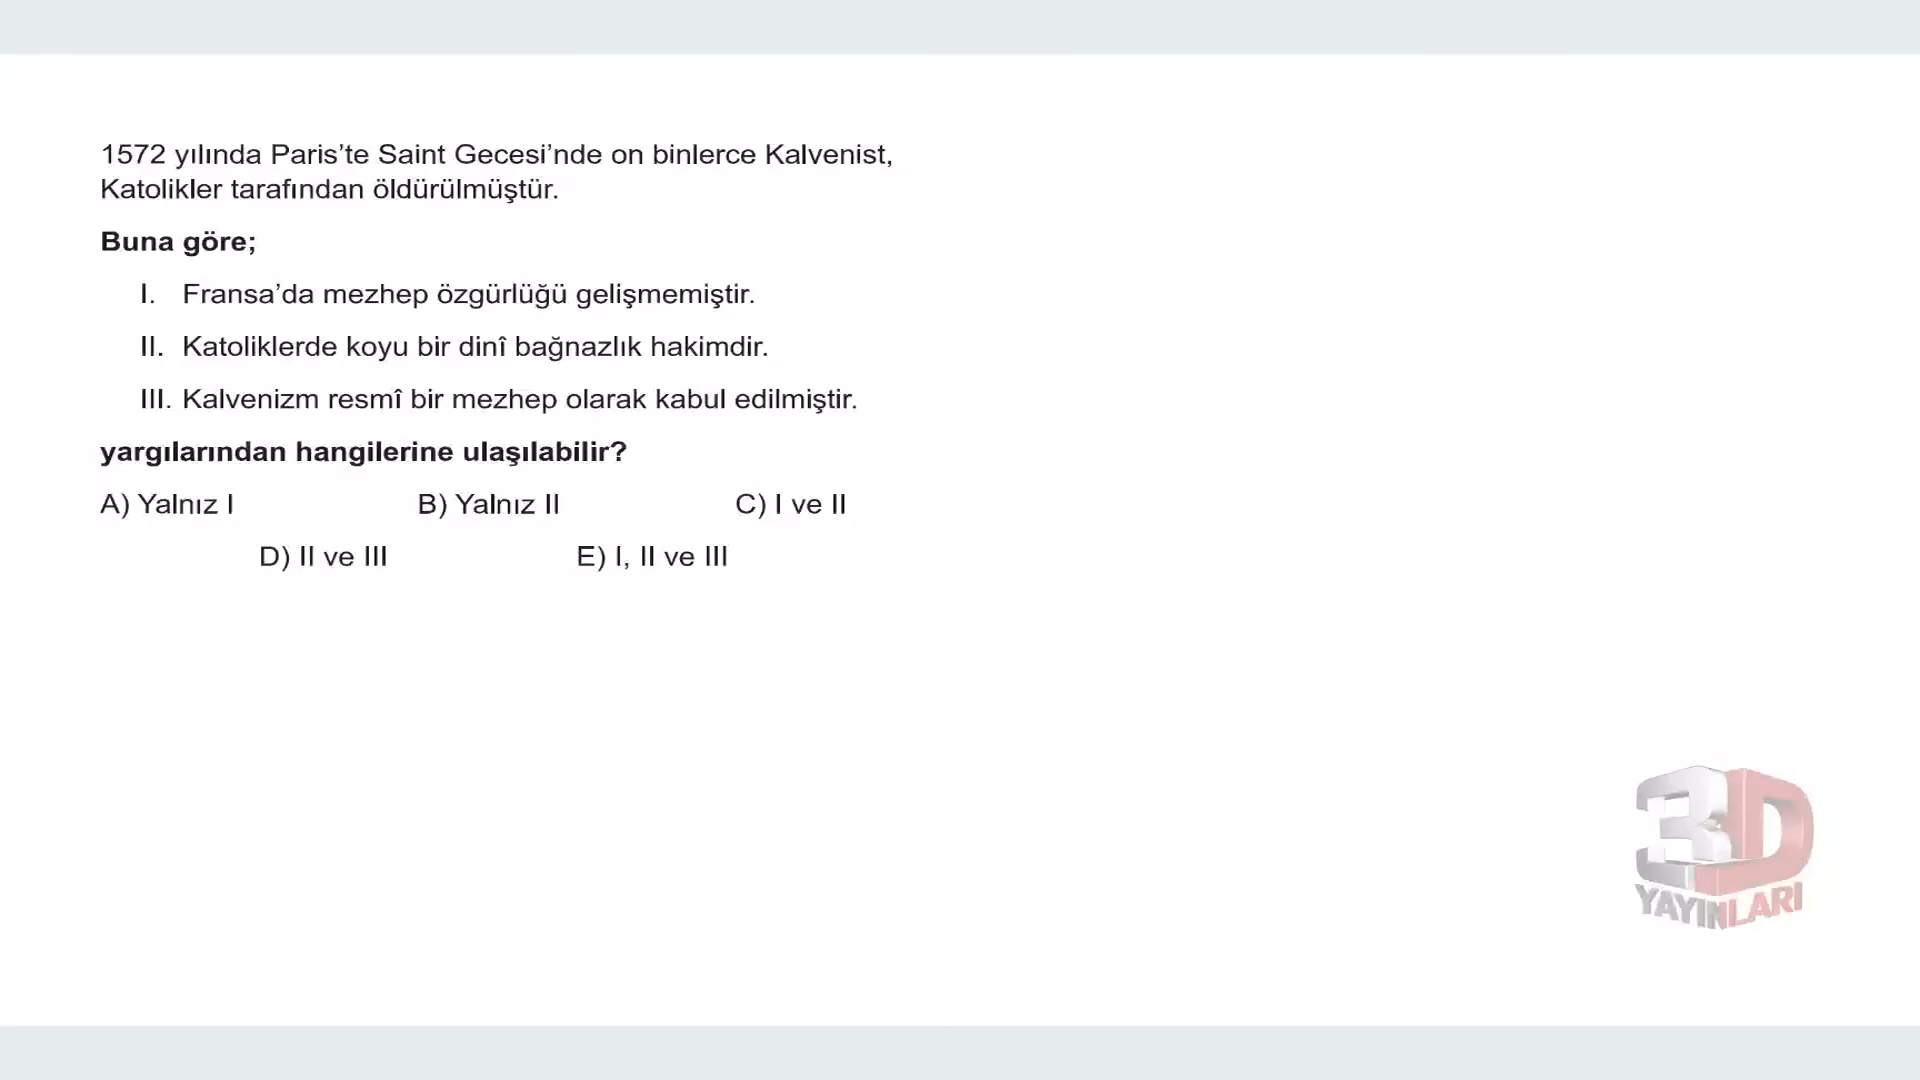 1572 yılında Paris’te Saint Gecesi’nde on binlerce Kalvenist,
Katolikler tarafından öldürülmüştür.
Buna göre;
I. Fransa’da mezhep özgürlüğü gelişmemiştir.
II. Katoliklerde koyu bir dinî bağnazlık hakimdir.
III. Kalvenizm resmî bir mezhep olarak kabul edilmiştir.
yargılarından hangilerine ulaşılabilir?
A) Yalnız I B) Yalnız II C) I ve II
D) II ve III E) I, II ve III
3D
YAYINLARI